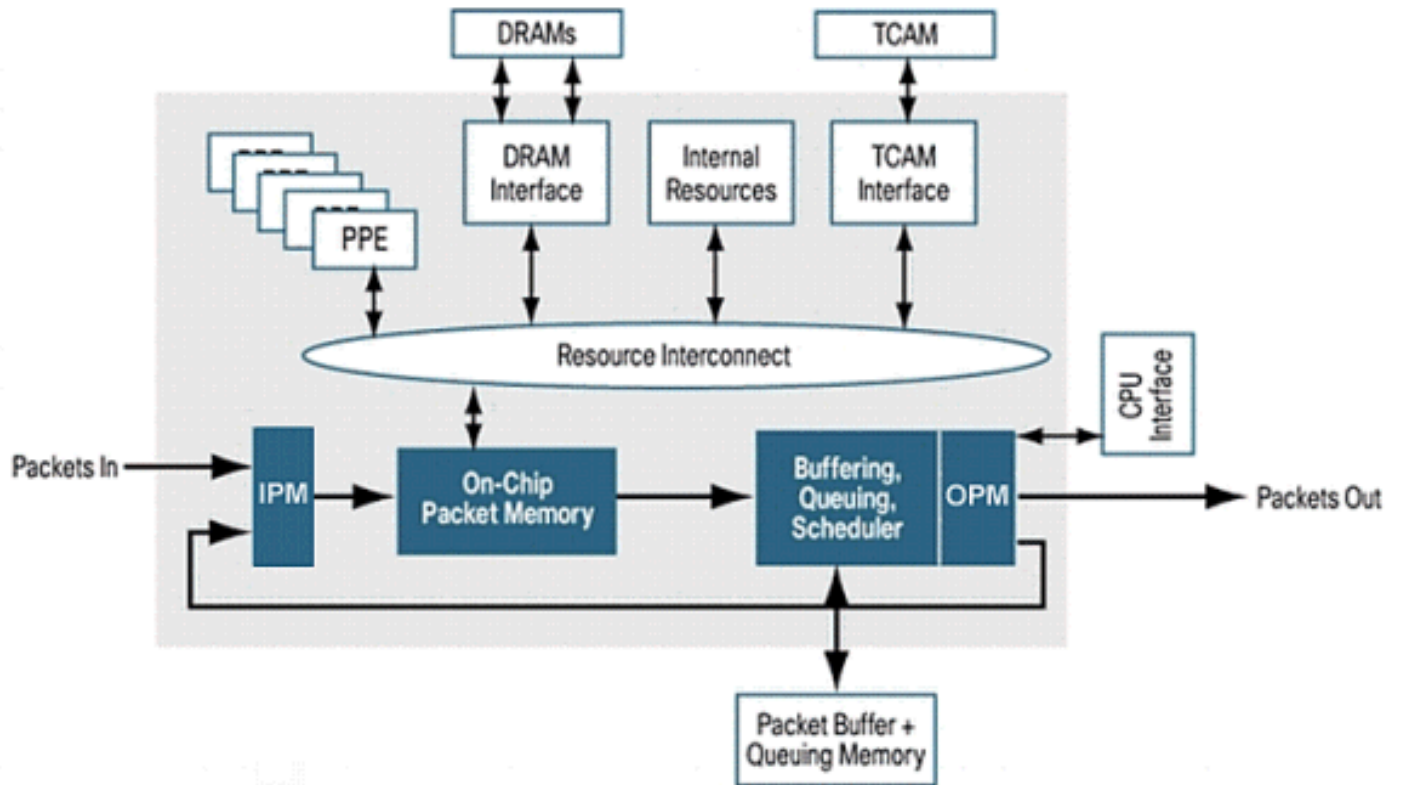 DRAMs
TCAM
DRAM
Interface
Internal
Resources
TCAM
Interface
PPE
Resource Interconnect
CPU
Interface
Packets In
IPM
On-Chip
Packet Memory
Buffering,
Queuing,
Scheduler
OPM
Packets Out
Packet Buffer +
Queuing Memory